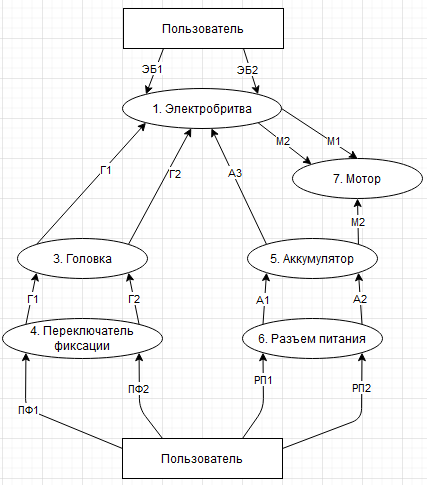 Пользователь
ЭБ1
ЭБ2
1. Электробритва
М2
М1
Г1
Г2
А3
7. Мотор
М2
3. Головка
5. Аккумулятор
Г1
Г2
А1
А2
4. Переключатель
фиксации
6. Разъем питания
ПФ1
ПФ2
РП1
РП2
Пользователь